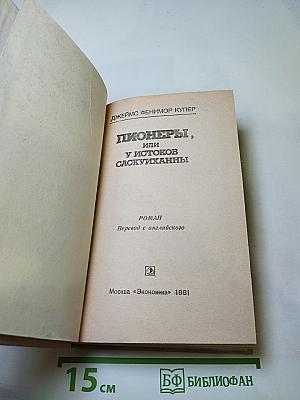 ДЖЕЙМС ФЕНИМОР КУПЕР
ПИОНЕРЫ,
ИЛИ
У ИСТОКОВ
САСКУИХАННЫ
РОМАН
Перевод с английского
Москва «Экономика» 1981
15 см
БФ БИБЛИОФАН